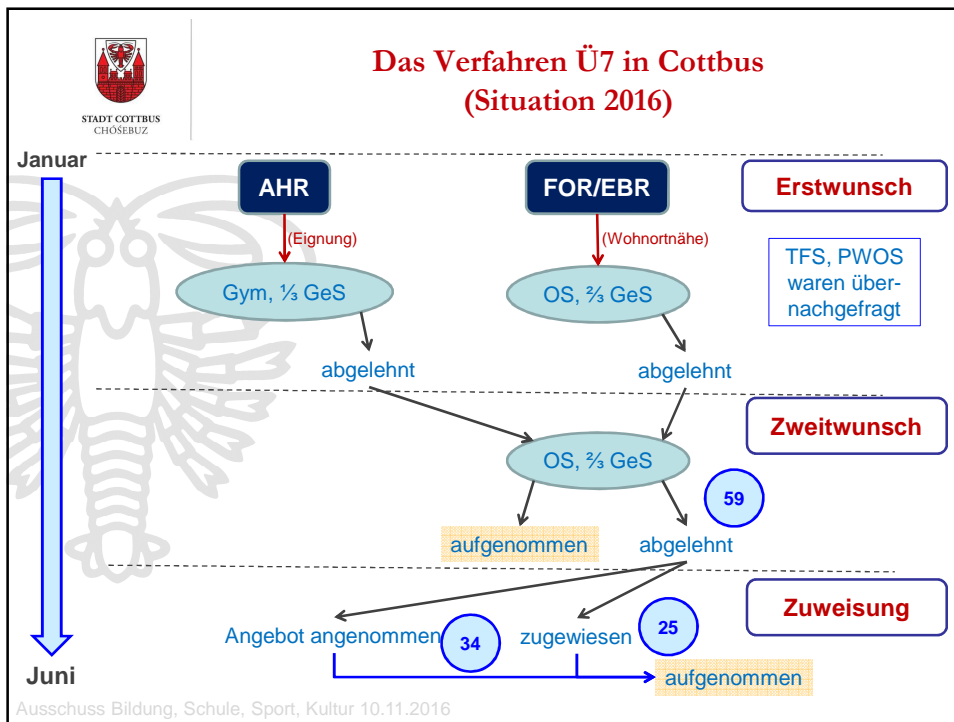 STADT COTTBUS
CHÓŚEBUZ
Das Verfahren Ü7 in Cottbus
(Situation 2016)
Januar
AHR
FOR/EBR
Erstwunsch
(Eignung)
(Wohnortnähe)
TFS, PWOS
waren über-
nachgefragt
Gym, ⅓ GeS
OS, ⅔ GeS
abgelehnt
abgelehnt
Zweitwunsch
OS, ⅔ GeS
59
aufgenommen
abgelehnt
Zuweisung
Angebot angenommen
34
zugewiesen
25
Juni
aufgenommen
Ausschuss Bildung, Schule, Sport, Kultur 10.11.2016